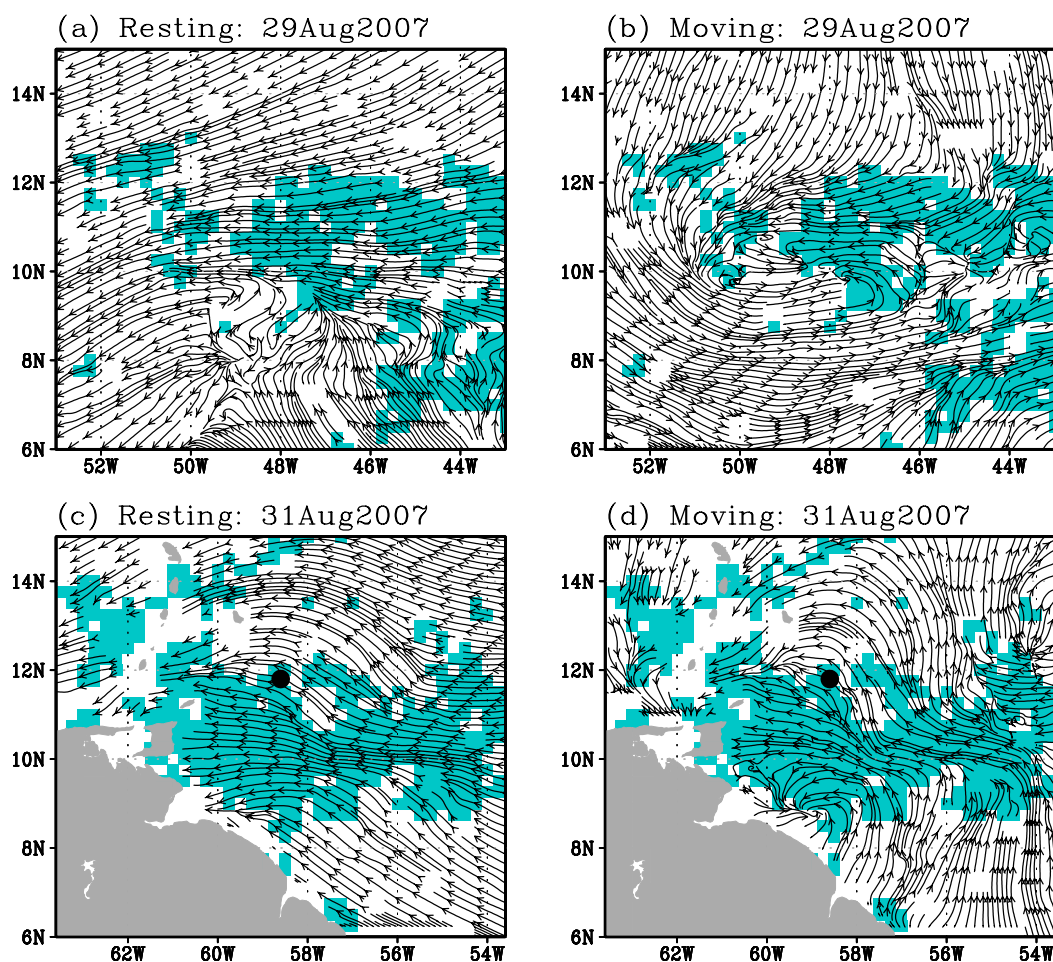 (a) Resting: 29Aug2007
(b) Moving: 29Aug2007
14N
12N
10N
8N
6N
52W 50W 48W 46W 44W
14N
12N
10N
8N
6N
52W 50W 48W 46W 44W
(c) Resting: 31Aug2007
(d) Moving: 31Aug2007
14N
12N
10N
8N
6N
62W 60W 58W 56W 54W
14N
12N
10N
8N
6N
62W 60W 58W 56W 54W